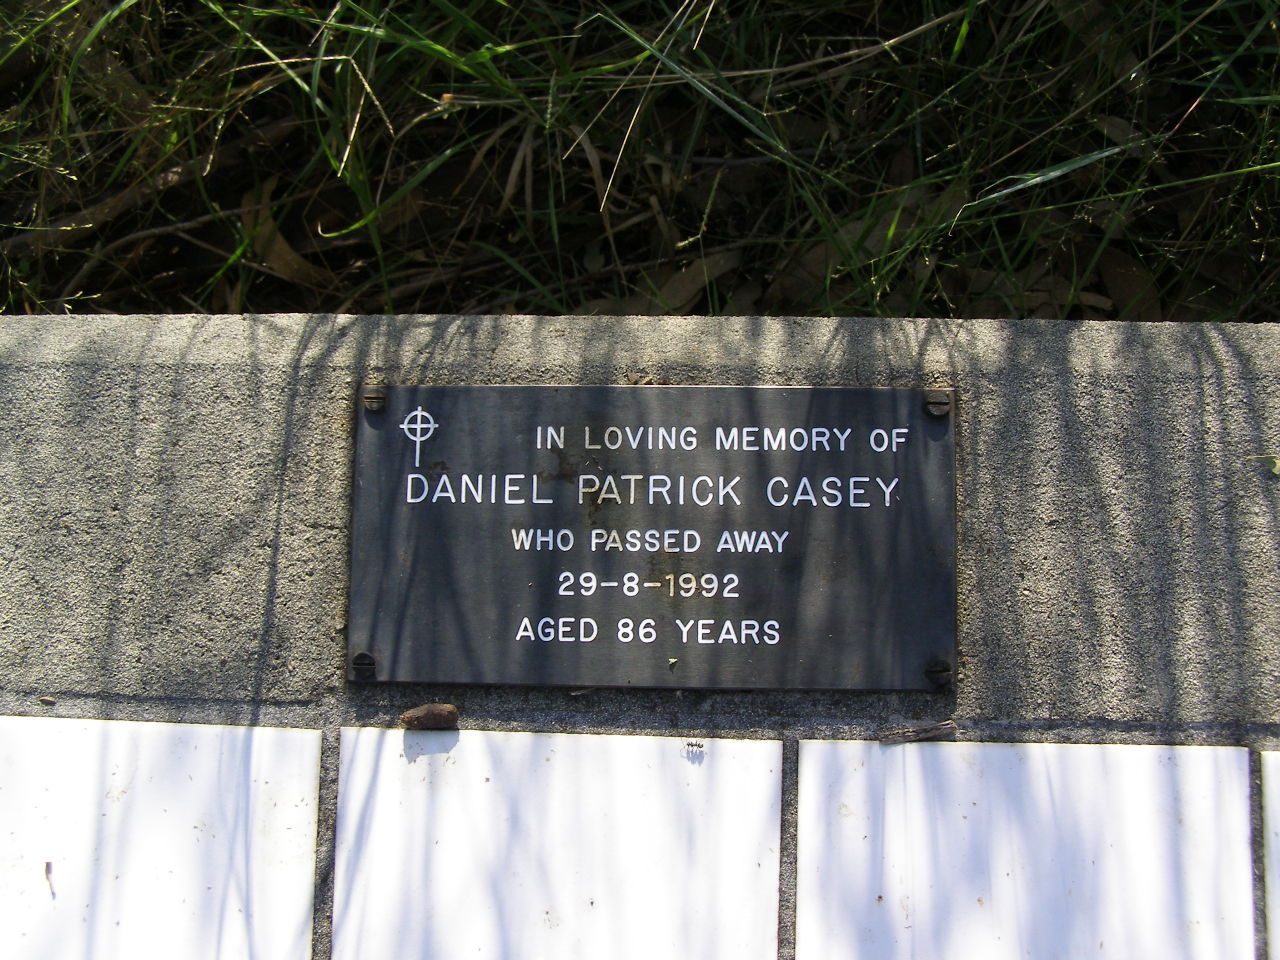 IN LOVING MEMORY OF
DANIEL PATRICK CASEY
WHO PASSED AWAY
29-8-1992
AGED 86 YEARS